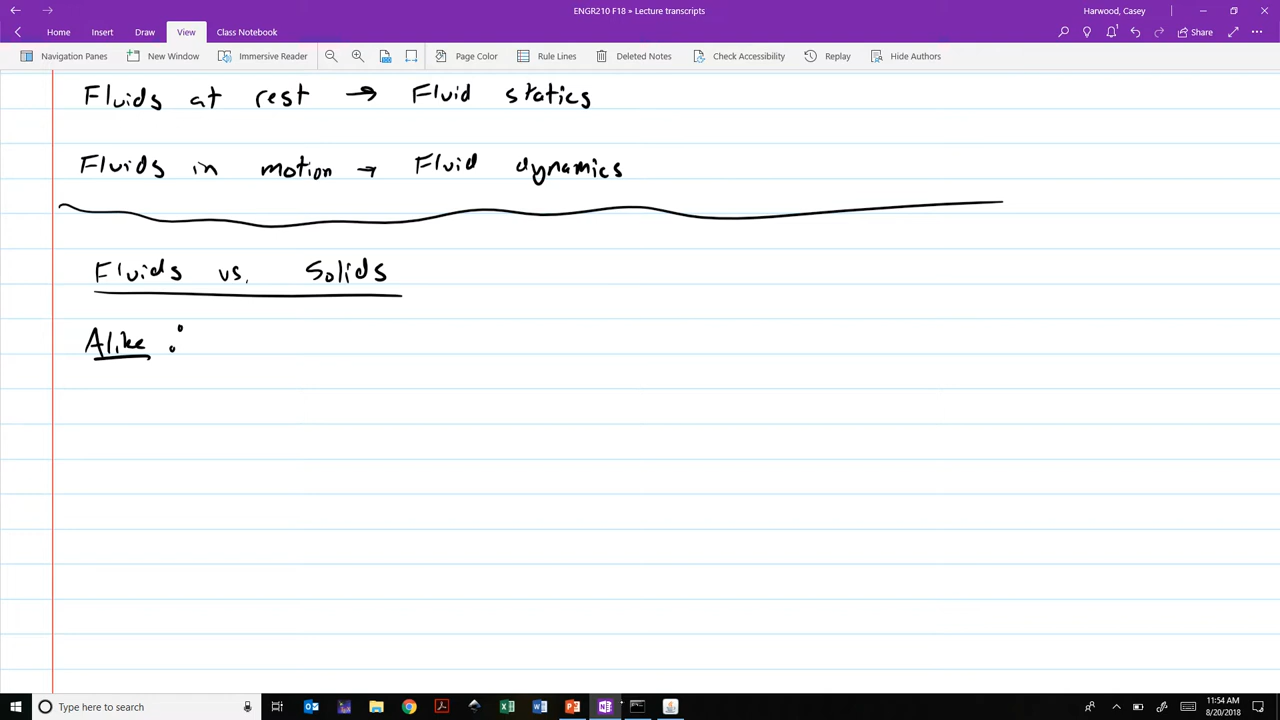 ENGR210 F18 » Lecture transcripts
Harwood, Casey
Home Insert Draw View Class Notebook
Share
Navigation Panes New Window Immersive Reader Page Color Rule Lines Deleted Notes Check Accessibility Replay Hide Authors
Fluids at rest → Fluid statics
Fluids in motion → Fluid dynamics
Fluids vs. Solids
Alike :
Type here to search
11:54 AM
8/20/2018